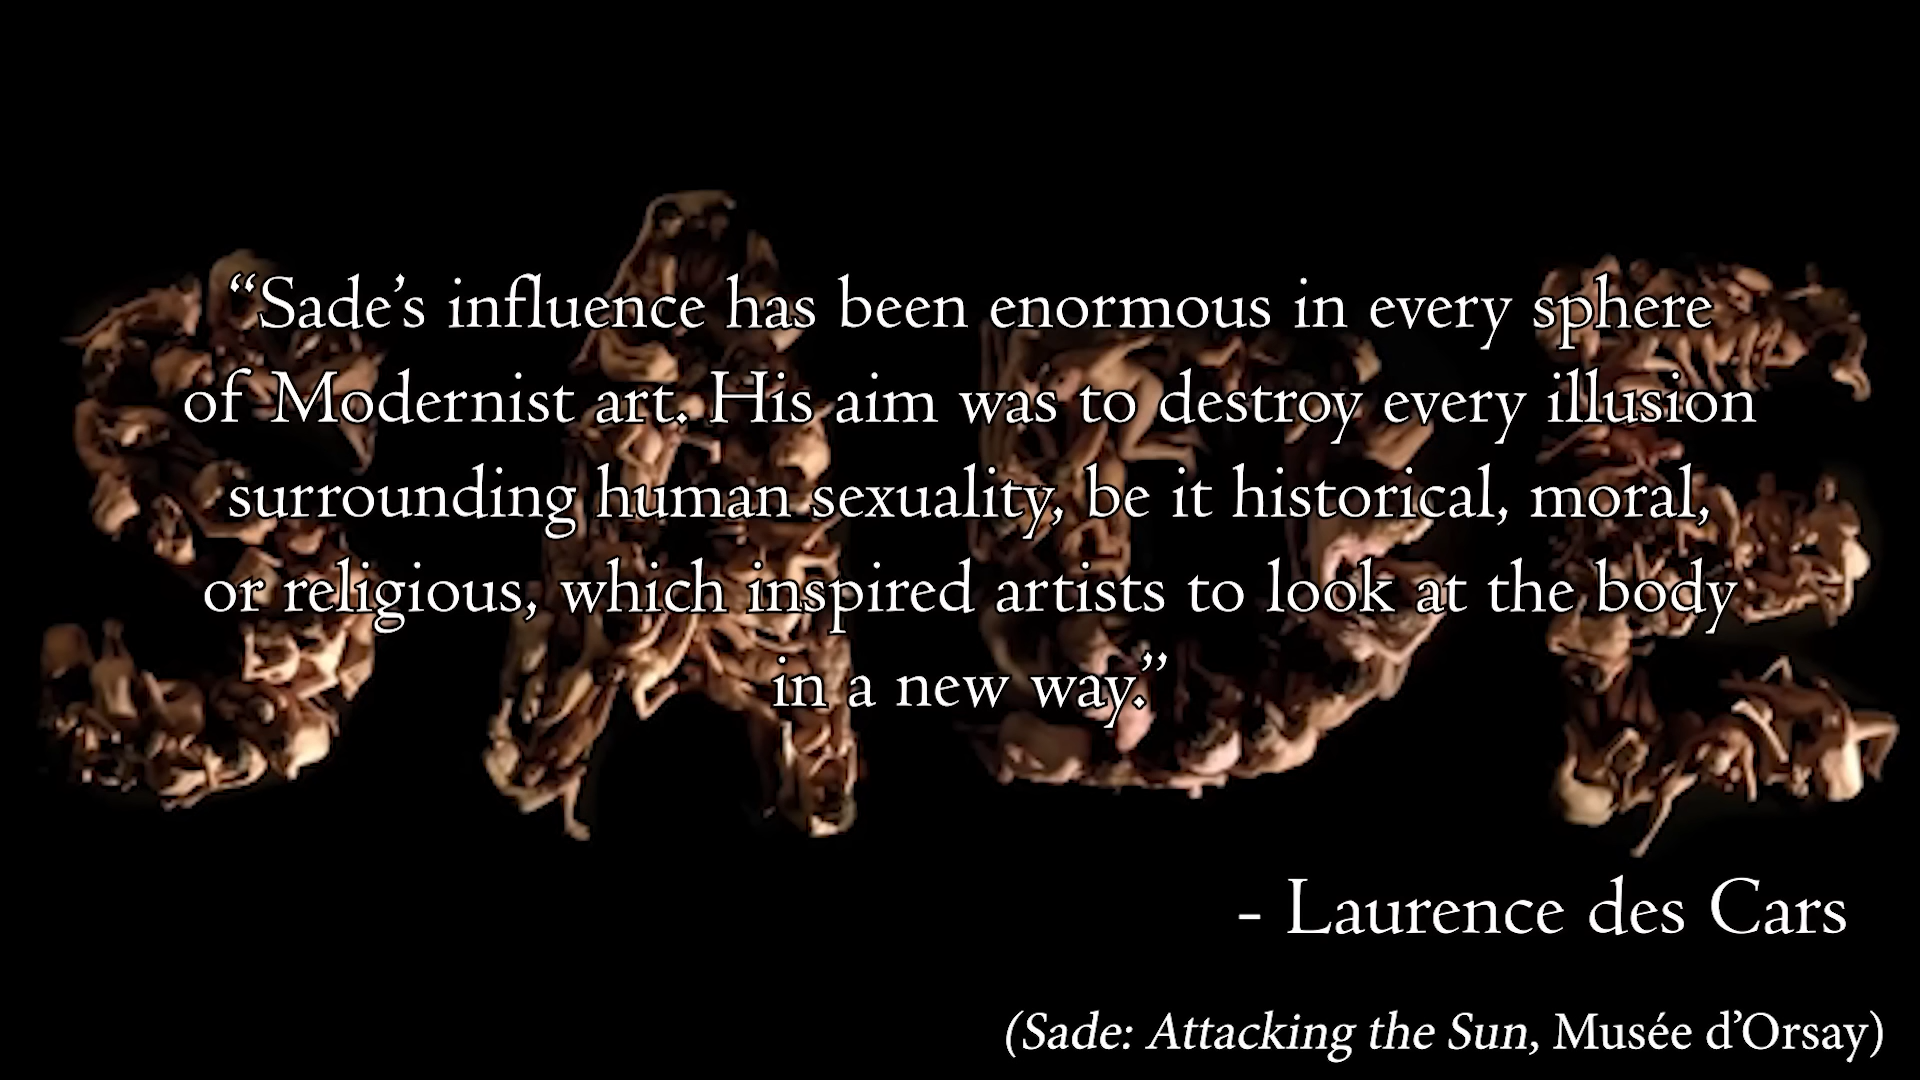 “Sade’s influence has been enormous in every sphere
of Modernist art. His aim was to destroy every illusion
surrounding human sexuality, be it historical, moral,
or religious, which inspired artists to look at the body
in a new way.”
SADE
- Laurence des Cars
(Sade: Attacking the Sun, Musée d’Orsay)